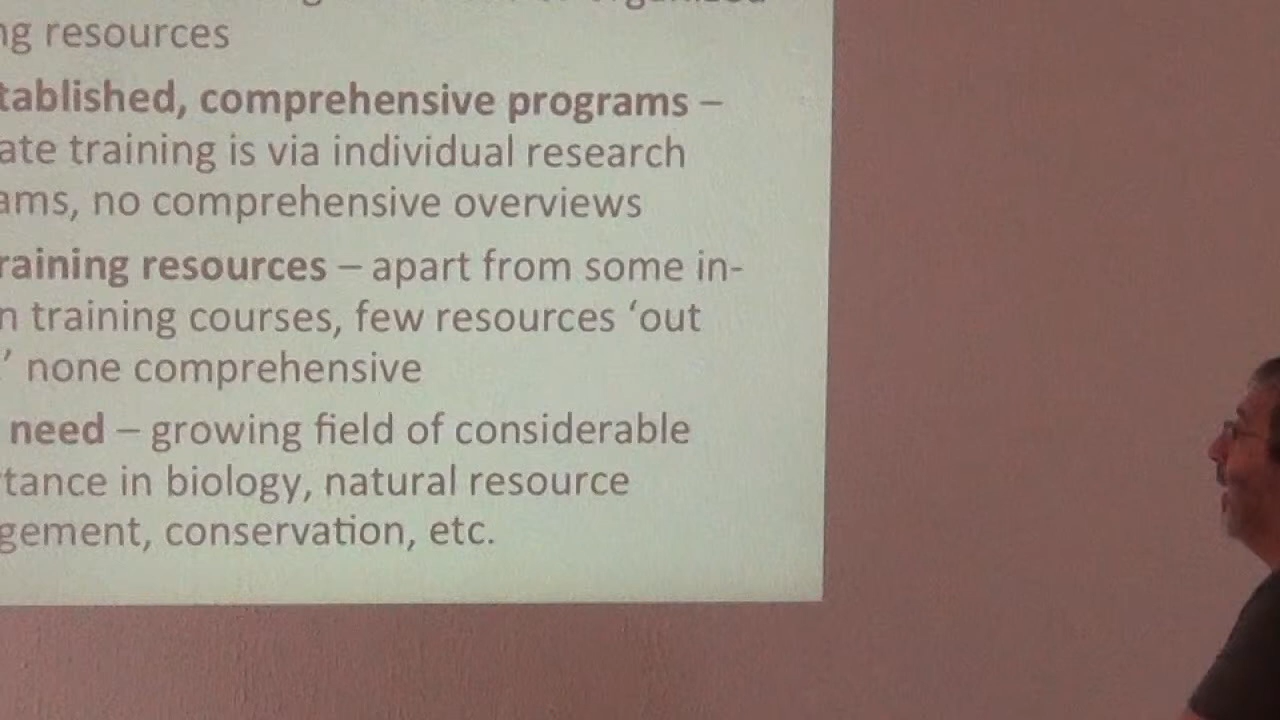 organised
ng resources
tablished, comprehensive programs –
ate training is via individual research
ams, no comprehensive overviews
raining resources – apart from some in-
n training courses, few resources ‘out
’ none comprehensive
need – growing field of considerable
tance in biology, natural resource
gement, conservation, etc.